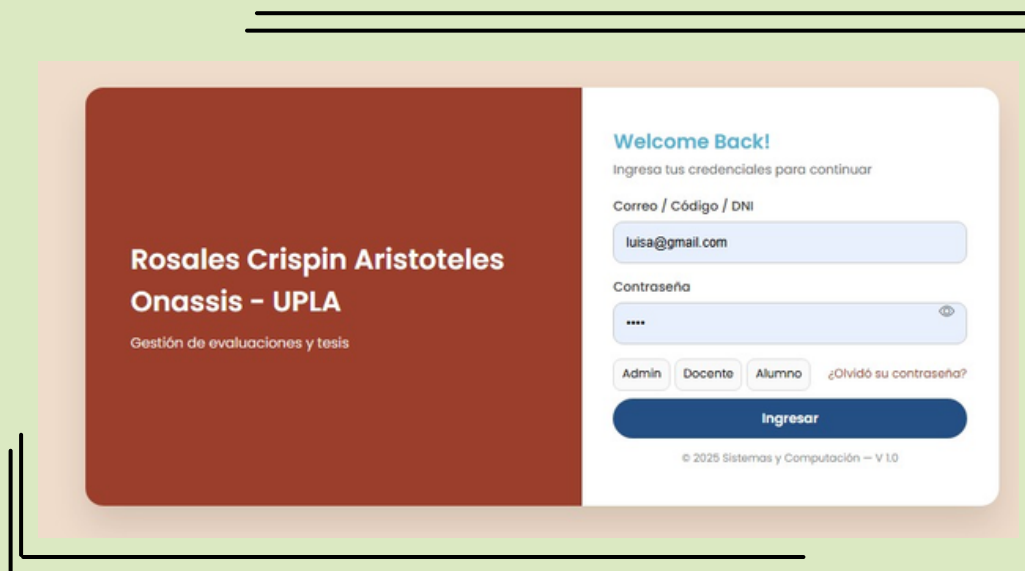 Rosales Crispin Aristoteles
Onassis - UPLA
Gestión de evaluaciones y tesis
Welcome Back!
Ingresa tus credenciales para continuar
Correo / Código / DNI
luisa@gmail.com
Contraseña
••••
Admin Docente Alumno ¿Olvidó su contraseña?
Ingresar
© 2025 Sistemas y Computación — V 1.0